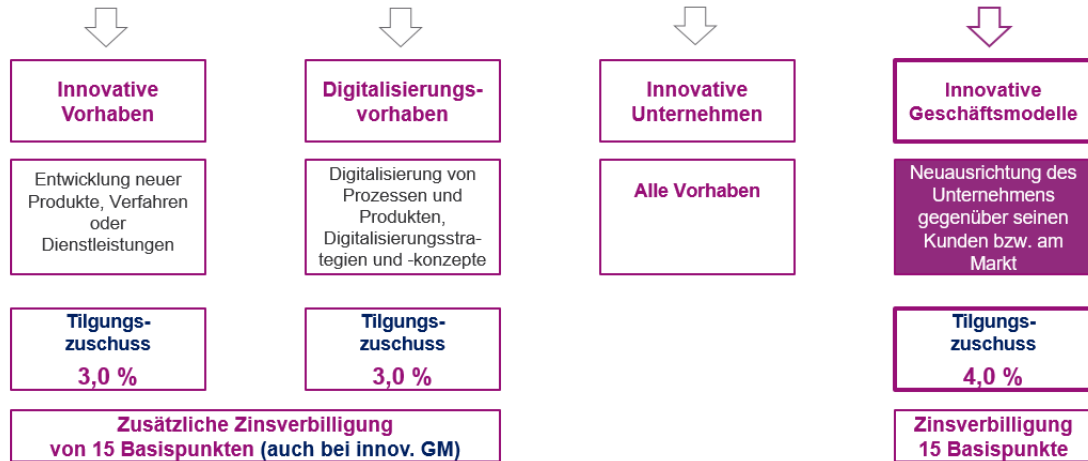 Innovative
Vorhaben
Digitalisierungs-
vorhaben
Innovative
Unternehmen
Innovative
Geschäftsmodelle
Entwicklung neuer
Produkte, Verfahren
oder
Dienstleistungen
Digitalisierung von
Prozessen und
Produkten,
Digitalisierungsstra-
tegien und -konzepte
Alle Vorhaben
Neuausrichtung des
Unternehmens
gegenüber seinen
Kunden bzw. am
Markt
Tilgungs-
zuschuss
3,0 %
Tilgungs-
zuschuss
3,0 %
Tilgungs-
zuschuss
4,0 %
Zusätzliche Zinsverbilligung
von 15 Basispunkten (auch bei innov. GM)
Zinsverbilligung
15 Basispunkte